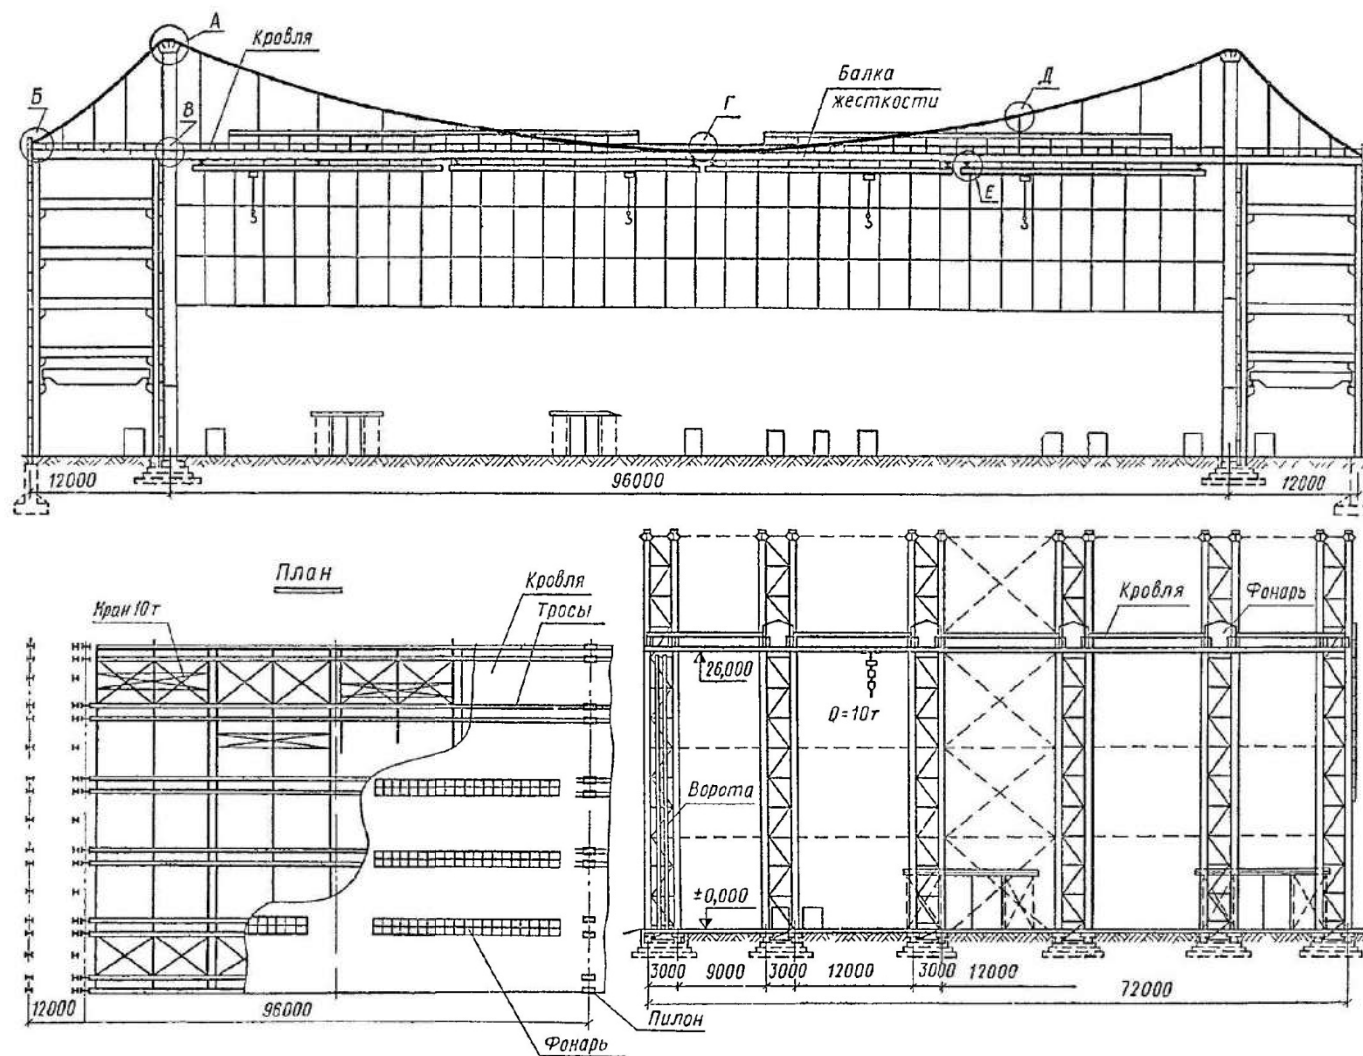 А
Кровля
Б
В
Г
Балка
жесткости
Д
Е
12000
96000
12000
План
Кран 10т
Кровля
Тросы
12000
96000
Пилон
Фонарь
Кровля
Фонарь
26,000
Q=10т
Ворота
±0,000
3000 9000 3000 12000 3000 12000
72000